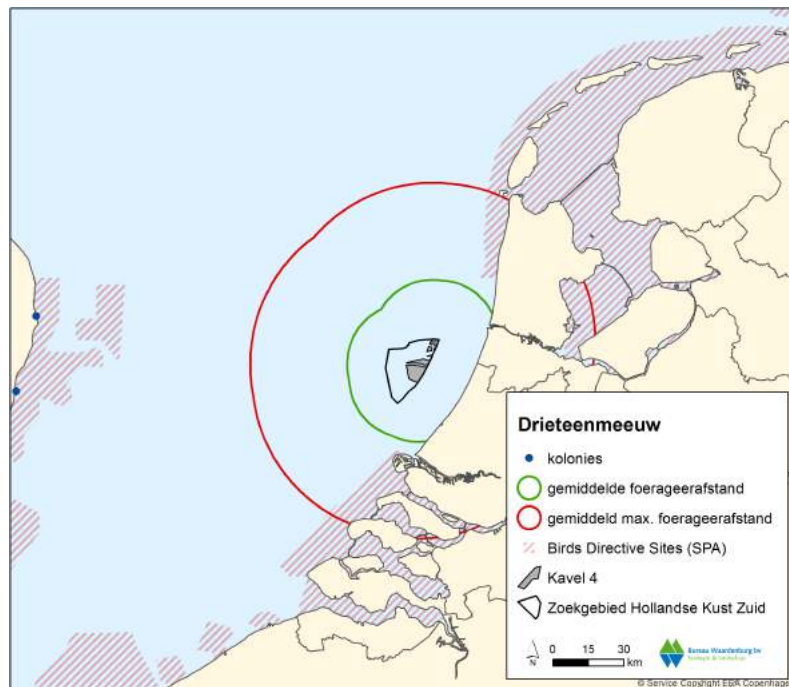 Drieteenmeeuw
kolonies
gemiddelde foerageerafstand
gemiddeld max. foerageerafstand
Birds Directive Sites (SPA)
Kavel 4
Zoekgebied Hollandse Kust Zuid
N
0 15 30
km
Bureau Waardenburg bv
© Service Copyright EEA Copenhage